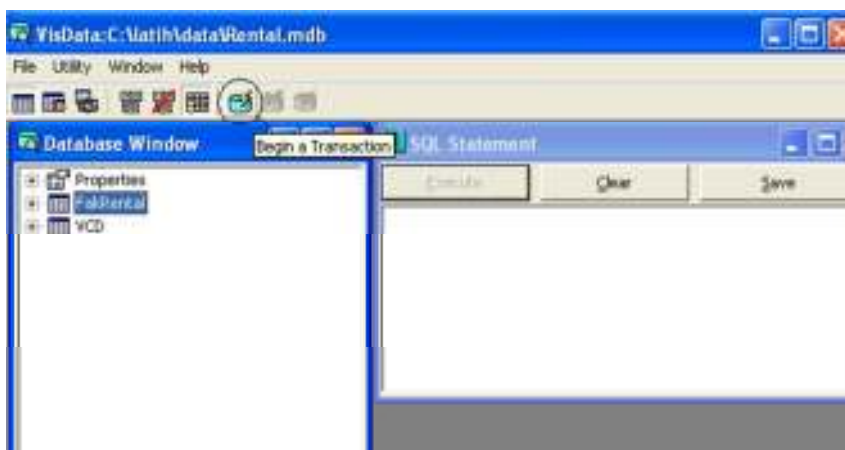 VisData:C:\latih\data\Rental.mdb
File Utility Window Help
Database Window
Begin a Transaction
SQL Statement
Properties
FakRental
VCD
Execute Clear Save